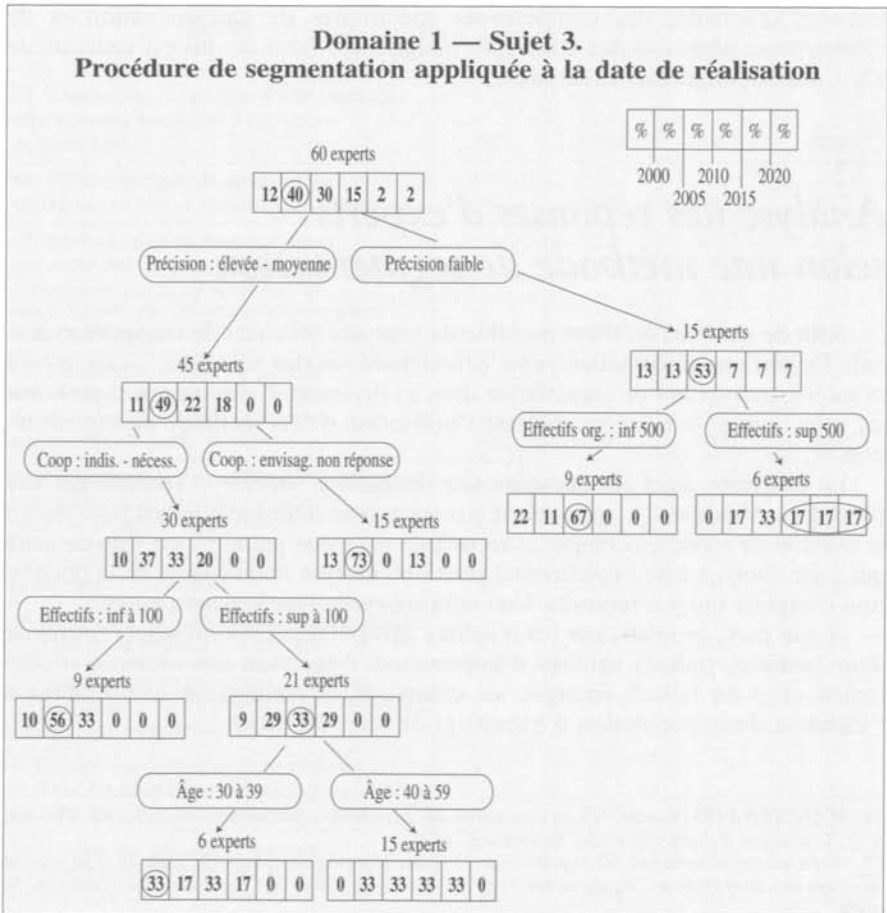 Domaine 1 — Sujet 3.
Procédure de segmentation appliquée à la date de réalisation
% % % % % %
2000 2010 2020
2005 2015
60 experts
12 40 30 15 2 2
Précision : élevée - moyenne
Précision faible
15 experts
13 13 53 7 7 7
45 experts
11 49 22 18 0 0
Effectifs org. : inf 500
Effectifs : sup 500
Coop : indis. - nécess.
Coop. : envisag. non réponse
9 experts
6 experts
22 11 67 0 0 0
0 17 33 17 17 17
30 experts
15 experts
10 37 33 20 0 0
13 73 0 13 0 0
Effectifs : inf à 100
Effectifs : sup à 100
9 experts
21 experts
10 56 33 0 0 0
9 29 33 29 0 0
Âge : 30 à 39
Âge : 40 à 59
6 experts
15 experts
33 17 33 17 0 0
0 33 33 33 33 0